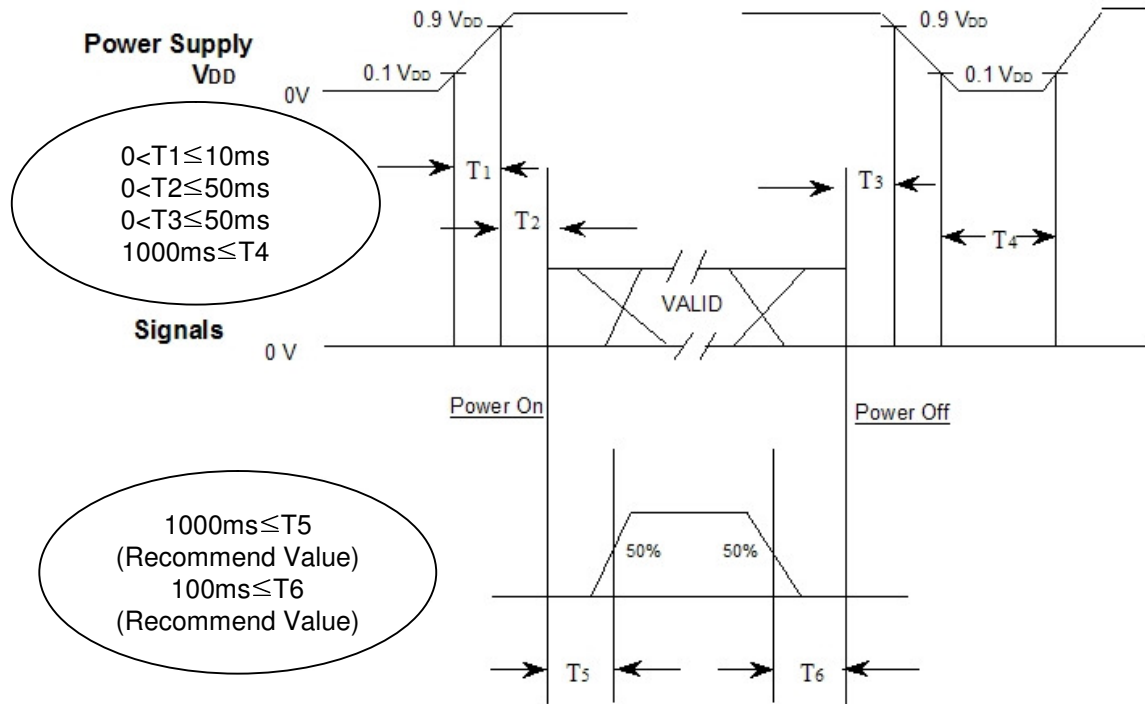 0.9 VDD
0.9 VDD
Power Supply
VDD
0.1 VDD
0.1 VDD
0V
0<T1≦10ms
0<T2≦50ms
0<T3≦50ms
1000ms≦T4
T1
T3
T2
T4
VALID
Signals
0 V
Power On
Power Off
1000ms≦T5
(Recommend Value)
100ms≦T6
(Recommend Value)
50%
50%
T5
T6